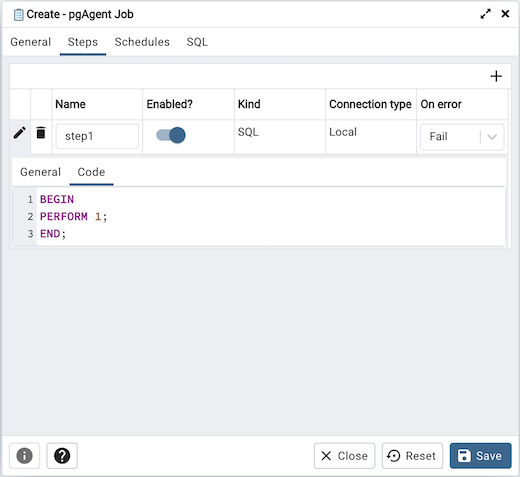 Create - pgAgent Job
General Steps Schedules SQL
Name Enabled? Kind Connection type On error
step1 SQL Local Fail
General Code
1 BEGIN
2 PERFORM 1;
3 END;
Close Reset Save